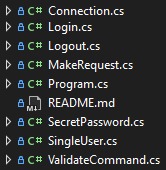 C# Connection.cs
C# Login.cs
C# Logout.cs
C# MakeRequest.cs
C# Program.cs
M README.md
C# SecretPassword.cs
C# SingleUser.cs
C# ValidateCommand.cs